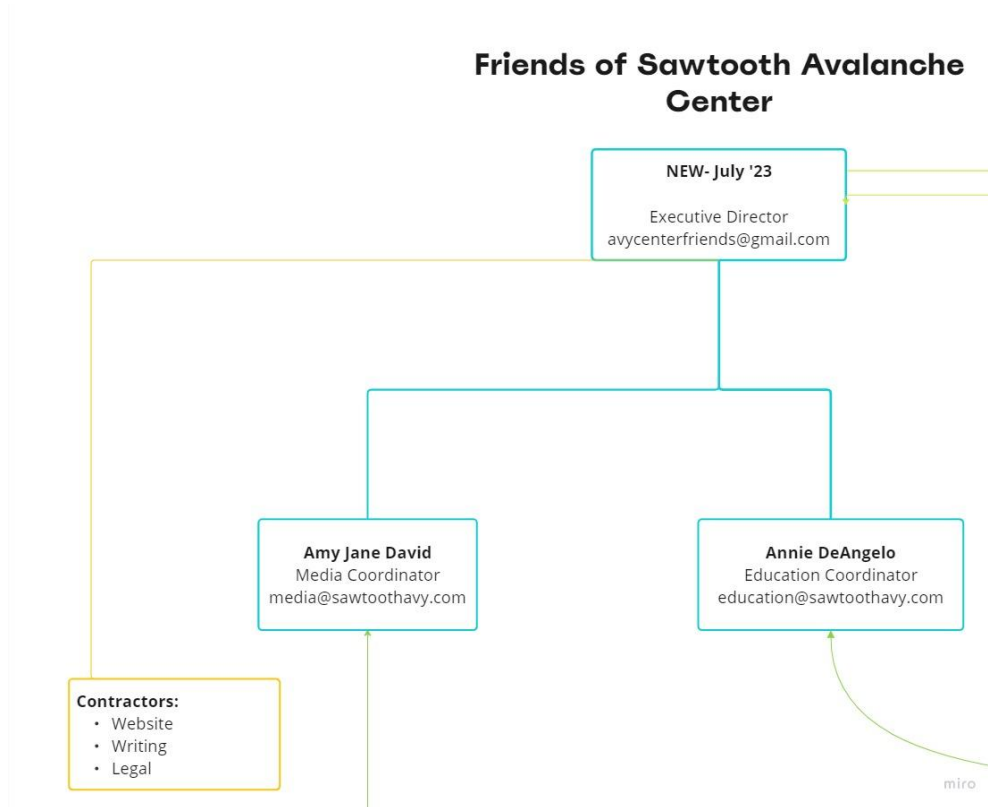 Friends of Sawtooth Avalanche
Center
NEW- July '23
Executive Director
avycenterfriends@gmail.com
Amy Jane David
Media Coordinator
media@sawtoothavy.com
Annie DeAngelo
Education Coordinator
education@sawtoothavy.com
Contractors:
• Website
• Writing
• Legal
miro